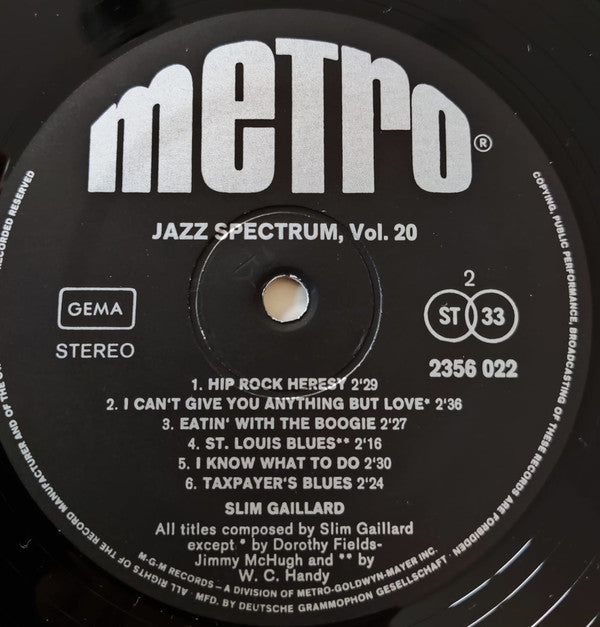 metro®
JAZZ SPECTRUM, Vol. 20
GEMA
STEREO
2
ST 33
2356 022
1. HIP ROCK HERESY 2'29
2. I CAN'T GIVE YOU ANYTHING BUT LOVE* 2'36
3. EATIN' WITH THE BOOGIE 2'27
4. ST. LOUIS BLUES** 2'16
5. I KNOW WHAT TO DO 2'30
6. TAXPAYER'S BLUES 2'24
SLIM GAILLARD
All titles composed by Slim Gaillard
except * by Dorothy Fields-
Jimmy McHugh and ** by
W. C. Handy
M-G-M RECORDS – A DIVISION OF METRO-GOLDWYN-MAYER INC.
ALL RIGHTS OF THE RECORD MANUFACTURER AND OF THE RECORDED RESERVED
COPYING, PUBLIC PERFORMANCE, BROADCASTING OF THESE RECORDS ARE FORBIDDEN · MFD. BY DEUTSCHE GRAMMOPHON GESELLSCHAFT ·